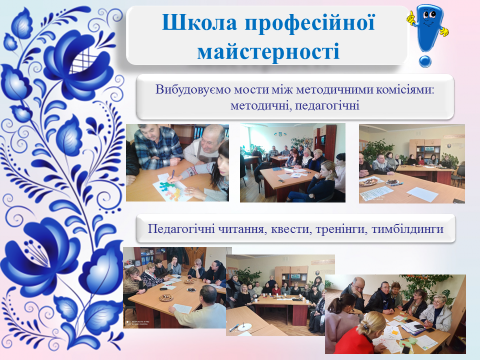 Школа професійної
майстерності
Вибудовуємо мости між методичними комісіями:
методичні, педагогічні
Педагогічні читання, квести, тренінги, тимбілдинги